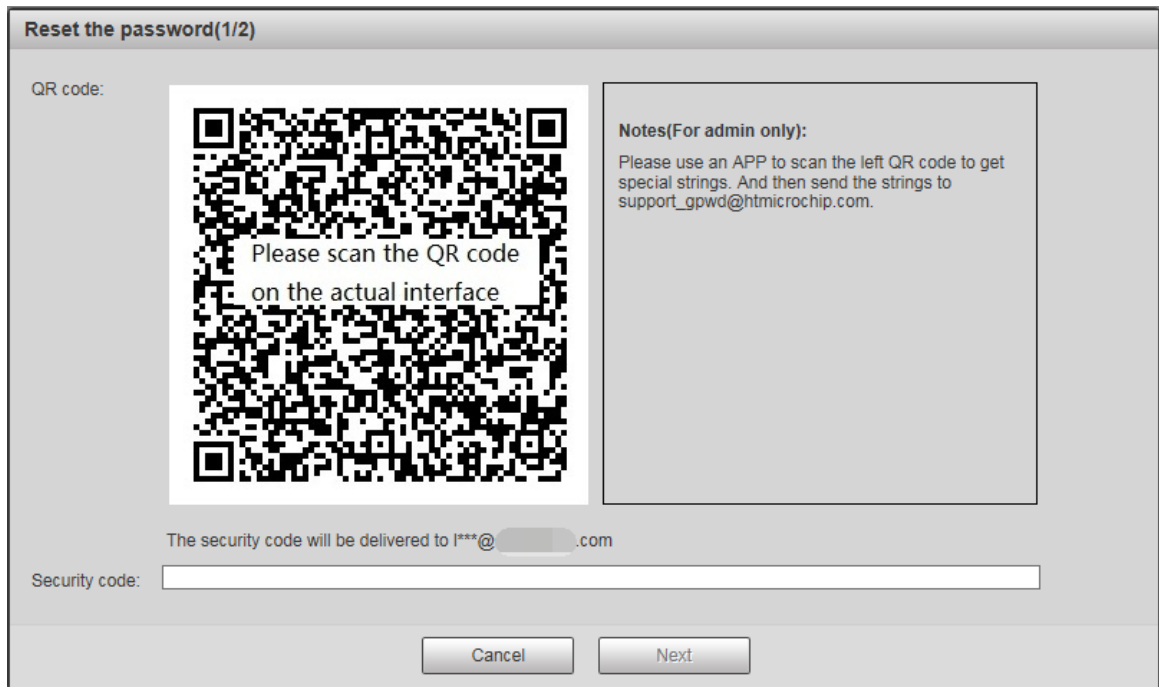 Reset the password(1/2)
QR code:
Please scan the QR code
on the actual interface
Notes(For admin only):
Please use an APP to scan the left QR code to get
special strings. And then send the strings to
support_gpwd@htmicrochip.com.
The security code will be delivered to l***@ .com
Security code:
Cancel
Next